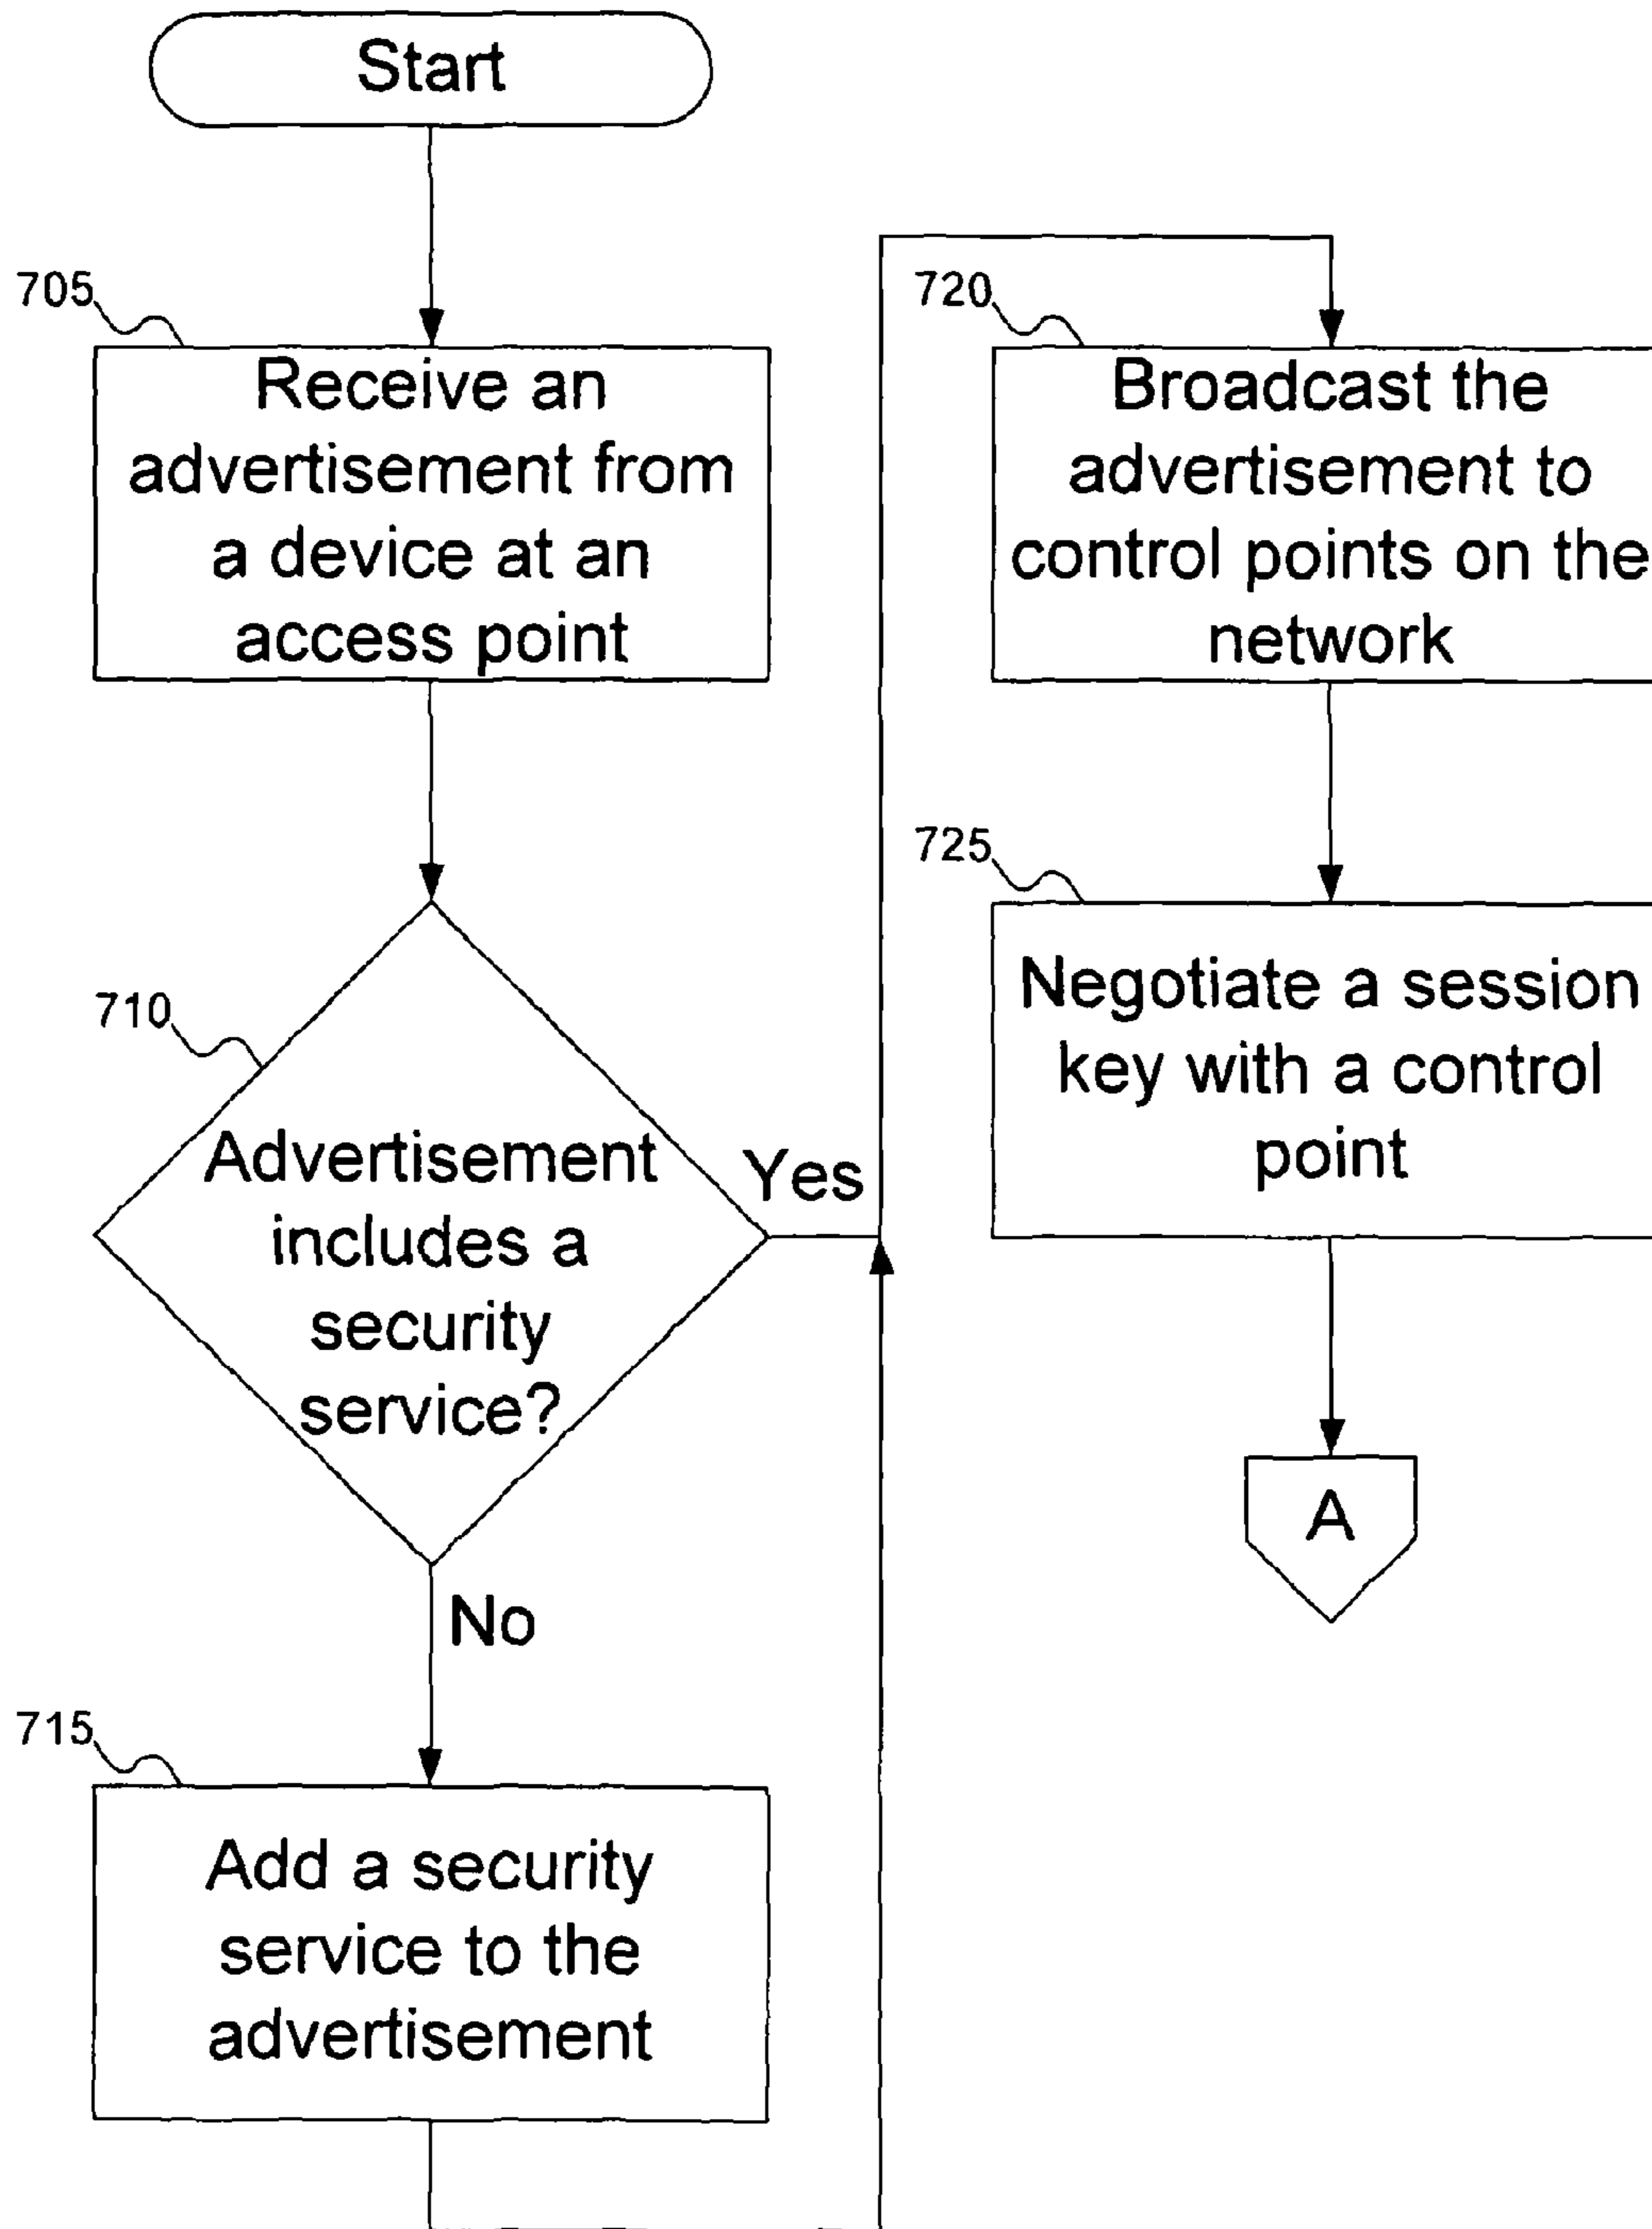 Start
705
Receive an
advertisement from
a device at an
access point
710
Advertisement
includes a
security
service?
Yes
No
715
Add a security
service to the
advertisement
720
Broadcast the
advertisement to
control points on the
network
725
Negotiate a session
key with a control
point
A